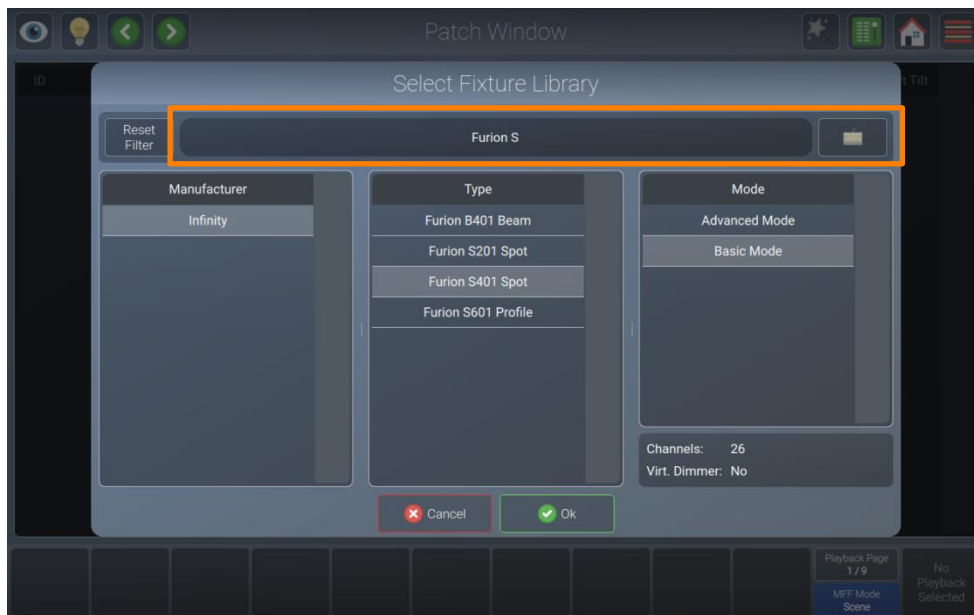 Patch Window
ID
t Tilt
Select Fixture Library
Reset
Filter
Furion S
Manufacturer
Infinity
Type
Furion B401 Beam
Furion S201 Spot
Furion S401 Spot
Furion S601 Profile
Mode
Advanced Mode
Basic Mode
Channels: 26
Virt. Dimmer: No
Cancel
Ok
Playback Page
1 / 9
MFF Mode
Scene
No
Playback
Selected